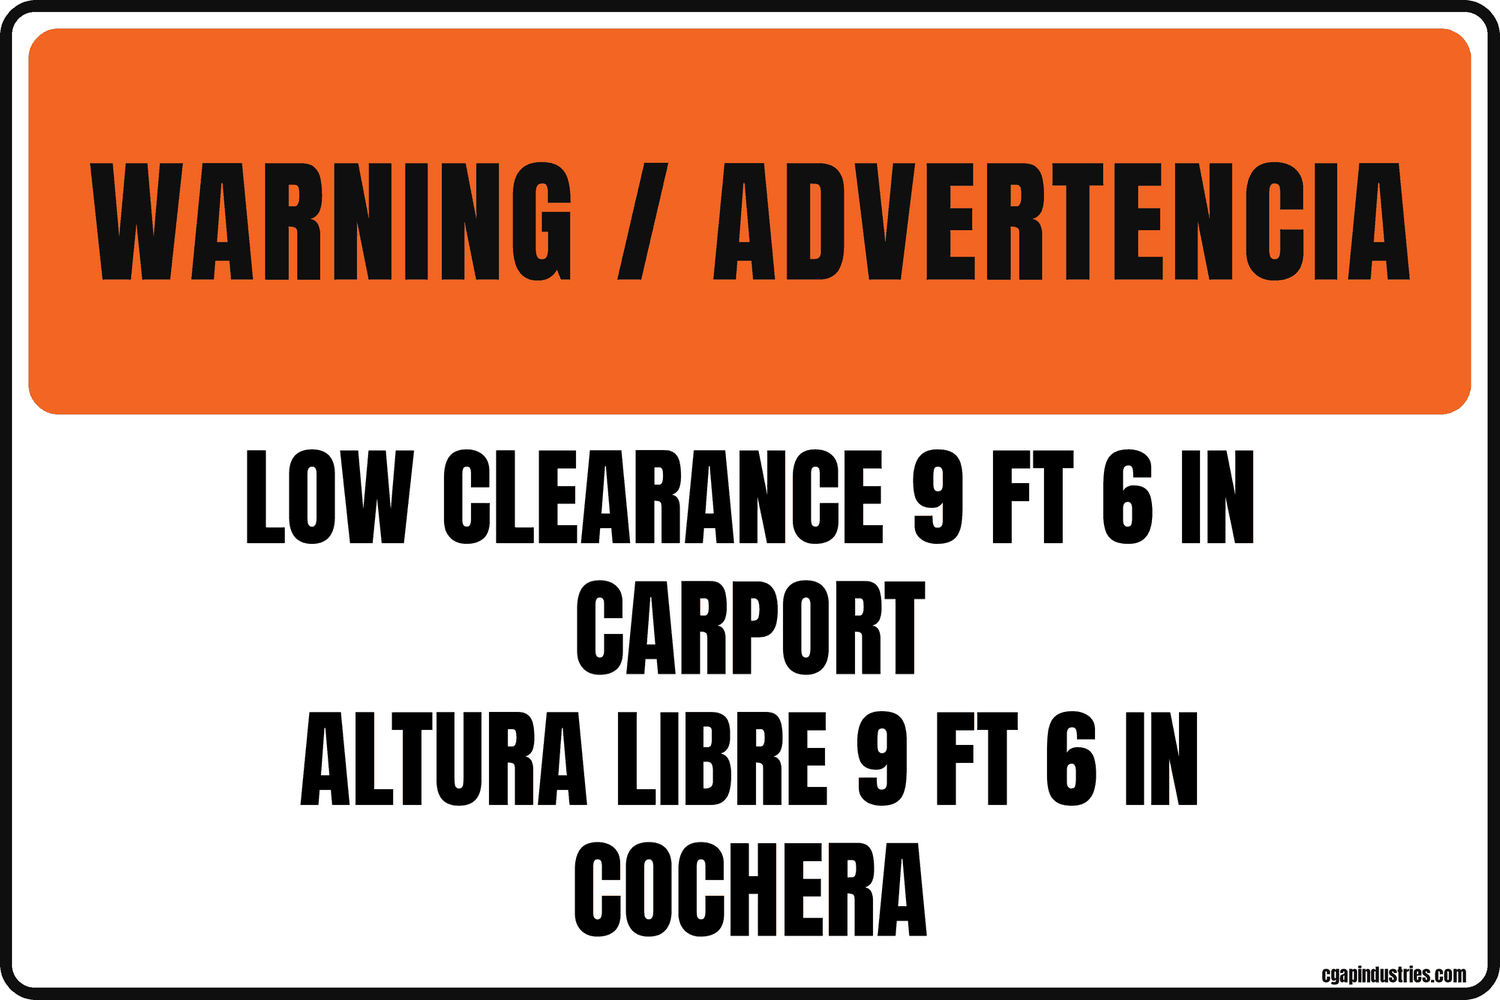 WARNING / ADVERTENCIA
LOW CLEARANCE 9 FT 6 IN
CARPORT
ALTURA LIBRE 9 FT 6 IN
COCHERA
cgapindustries.com